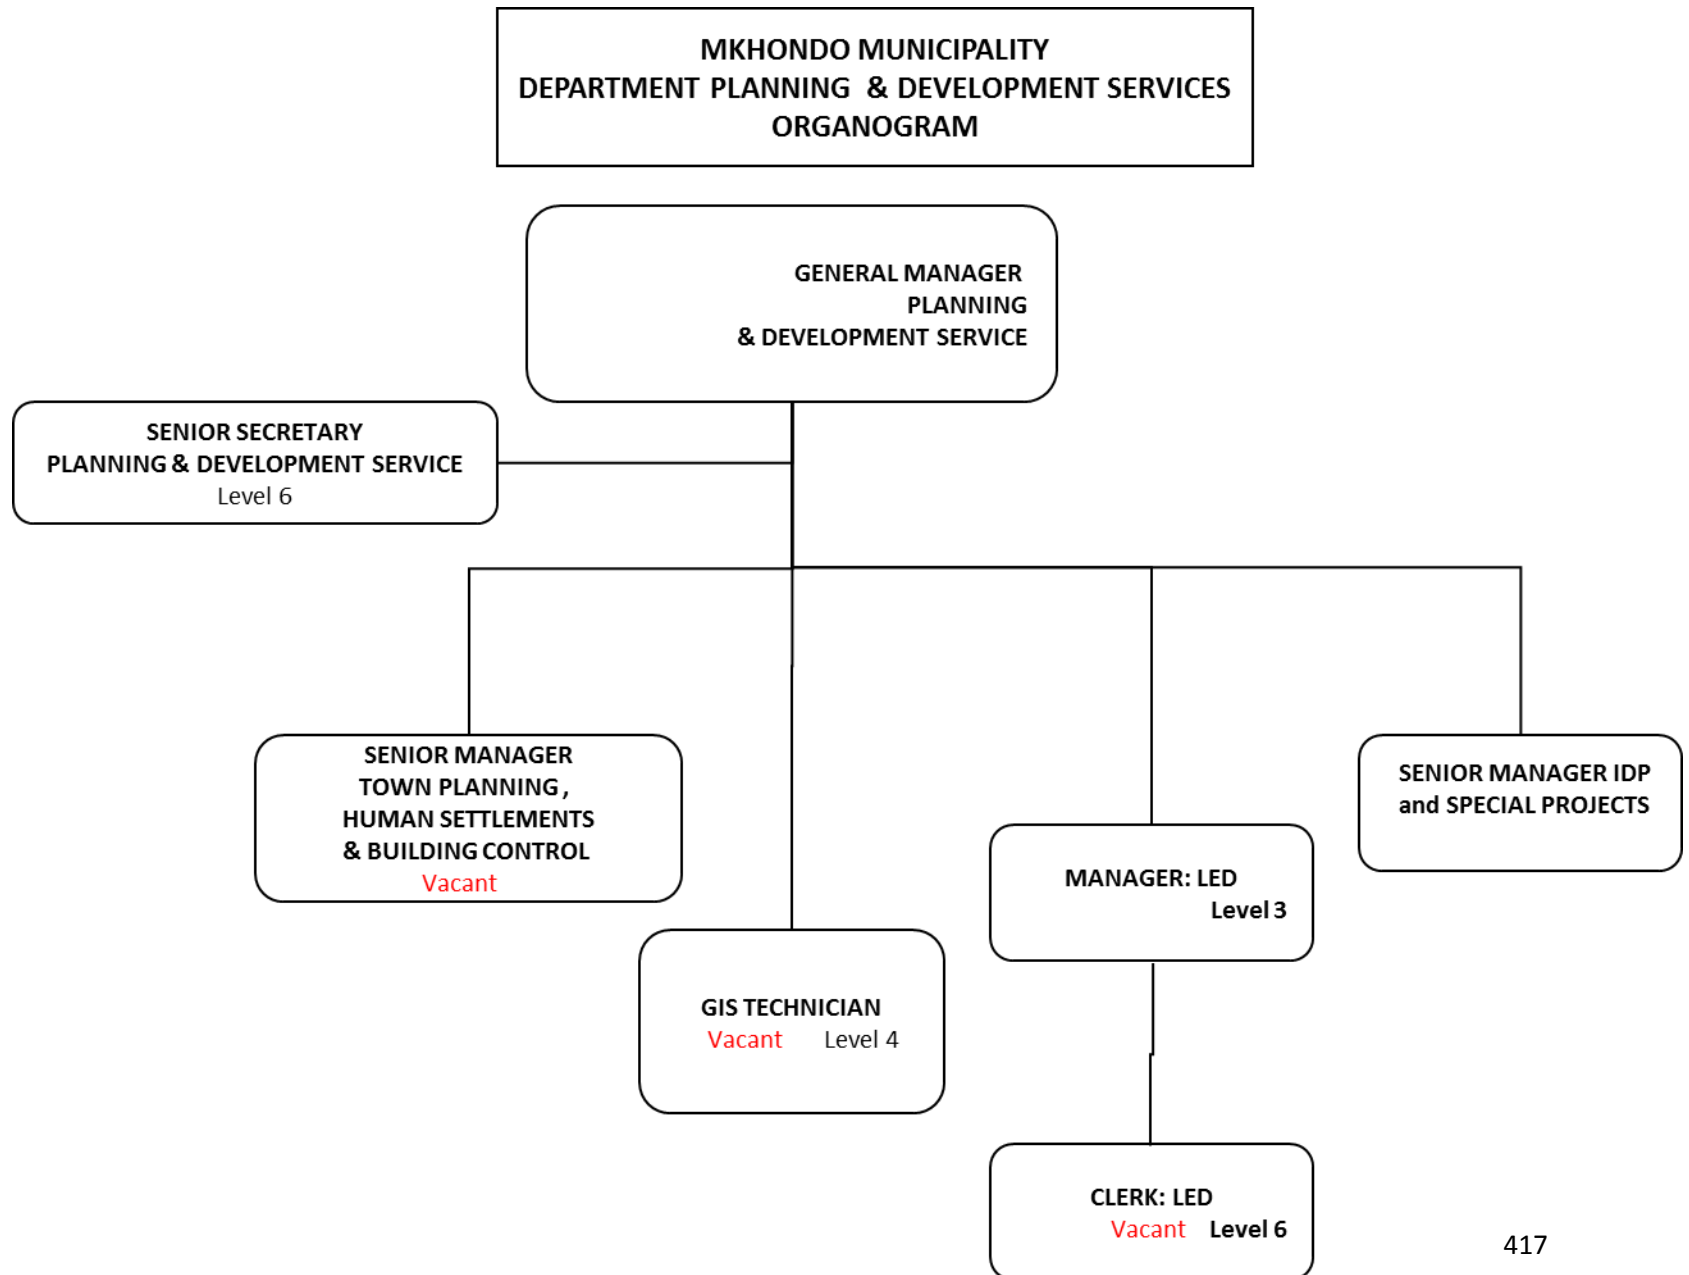 MKHONDO MUNICIPALITY
DEPARTMENT PLANNING & DEVELOPMENT SERVICES
ORGANOGRAM
GENERAL MANAGER
PLANNING
& DEVELOPMENT SERVICE
SENIOR SECRETARY
PLANNING & DEVELOPMENT SERVICE
Level 6
SENIOR MANAGER
TOWN PLANNING ,
HUMAN SETTLEMENTS
& BUILDING CONTROL
Vacant
GIS TECHNICIAN
Vacant Level 4
MANAGER: LED
Level 3
SENIOR MANAGER IDP
and SPECIAL PROJECTS
CLERK: LED
Vacant Level 6
417